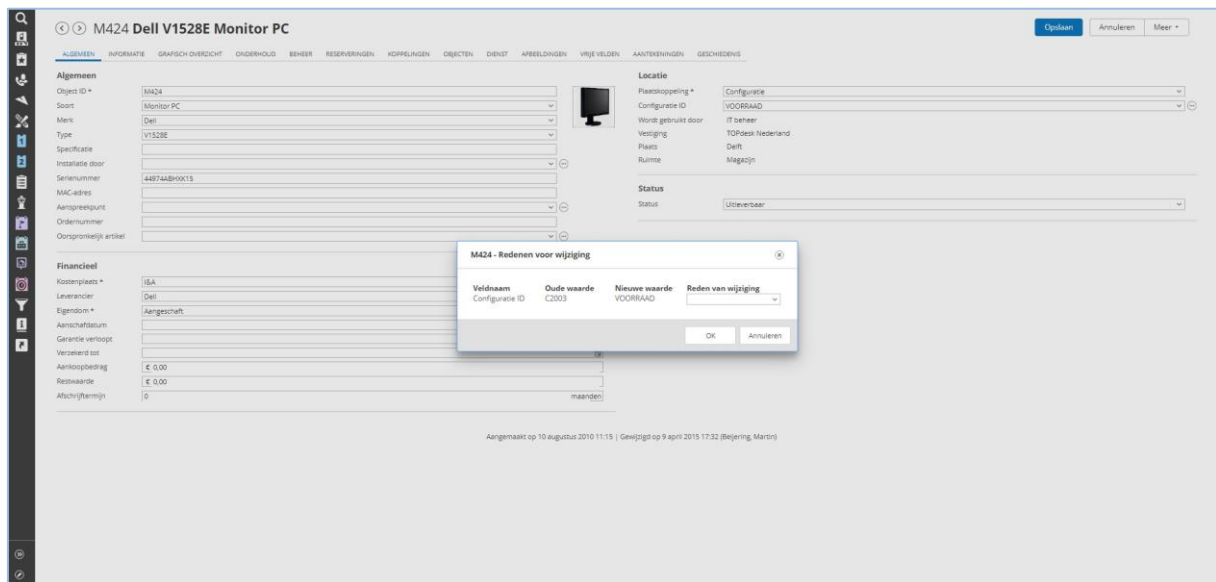 M424 Dell V1528E Monitor PC
Opslaan Annuleren Meer
ALGEMEEN INFORMATIE GRAFISCH OVERZICHT ONDERHOUD BEHEER RESERVERINGEN KOPPELINGEN OBJECTEN DIENST AFBEELDINGEN VRIJE VELDEN AANTEKENINGEN GESCHIEDENIS
Algemeen
Object ID * M424
Soort Monitor PC
Merk Dell
Type V1528E
Specificatie
Installatie door
Serienummer 44974ABHXK15
MAC-adres
Aanspreekpunt
Ordernummer
Oorspronkelijk artikel
Financieel
Kostenplaats * I&A
Leverancier Dell
Eigendom * Aangeschaft
Aanschafdatum
Garantie verloopt
Verzekerd tot
Aankoopbedrag € 0,00
Restwaarde € 0,00
Afschrijftermijn 0 maanden
Locatie
Plaatskoppeling * Configuratie
Configuratie ID VOORRAAD
Wordt gebruikt door IT beheer
Vestiging TOPdesk Nederland
Plaats Delft
Ruimte Magazijn
Status
Status Uitleverbaar
M424 - Redenen voor wijziging
Veldnaam Oude waarde Nieuwe waarde Reden van wijziging
Configuratie ID C2003 VOORRAAD
OK Annuleren
Aangemaakt op 10 augustus 2010 11:15 | Gewijzigd op 9 april 2015 17:32 (Beijering, Martin)